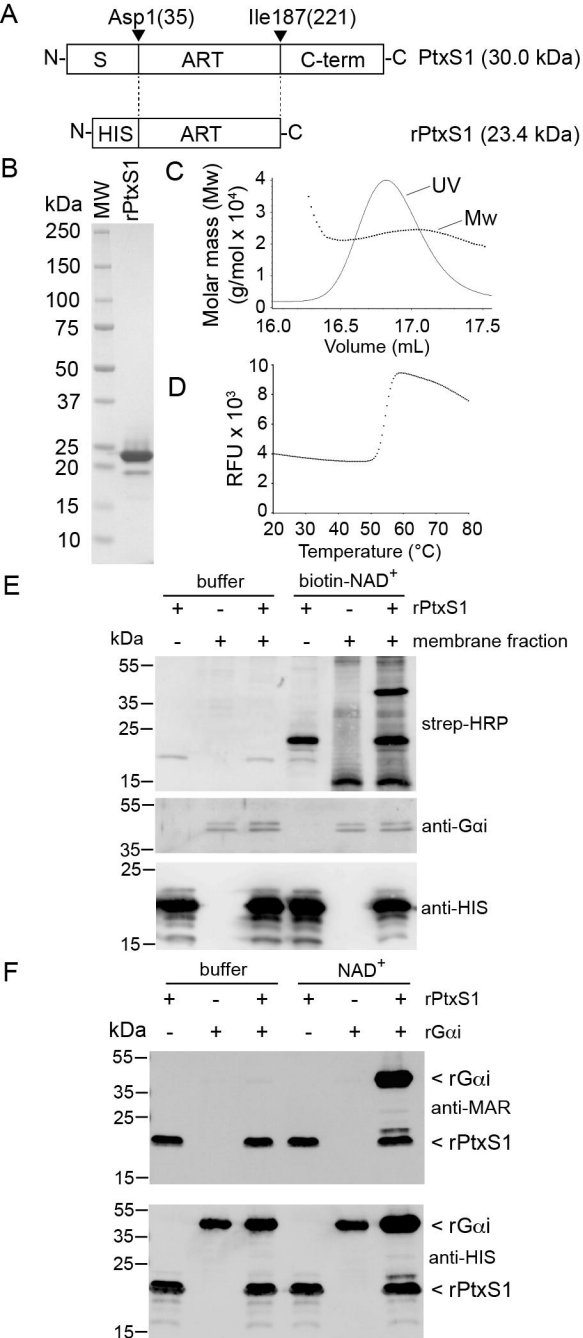 A
Asp1(35) Ile187(221)
N- S ART C-term -C PtxS1 (30.0 kDa)
N- HIS ART -C rPtxS1 (23.4 kDa)
B
kDa MW rPtxS1
250
150
100
75
50
37
25
20
15
10
C
Molar mass (Mw)
(g/mol x 10⁴)
4
3
2
1
0
UV
Mw
16.0 16.5 17.0 17.5
Volume (mL)
D
RFU x 10³
10
8
6
4
2
0
20 30 40 50 60 70 80
Temperature (°C)
E
buffer biotin-NAD⁺
+ - + + - + rPtxS1
kDa - + + - + + membrane fraction
55
35
25
15
strep-HRP
55
35
anti-Gαi
25
15
anti-HIS
F
buffer NAD⁺
+ - + + - + rPtxS1
kDa - + + - + + rGαi
55
35
25
15
< rGαi
anti-MAR
< rPtxS1
55
35
25
15
< rGαi
anti-HIS
< rPtxS1